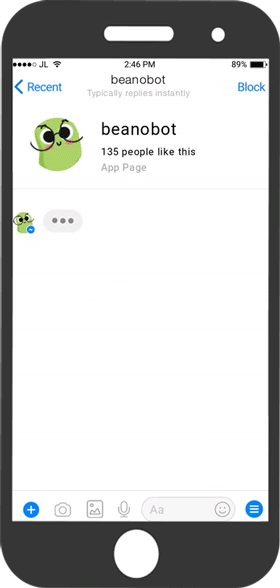 JL 2:46 PM 89%
Recent beanobot Block
Typically replies instantly
beanobot
135 people like this
App Page
Aa